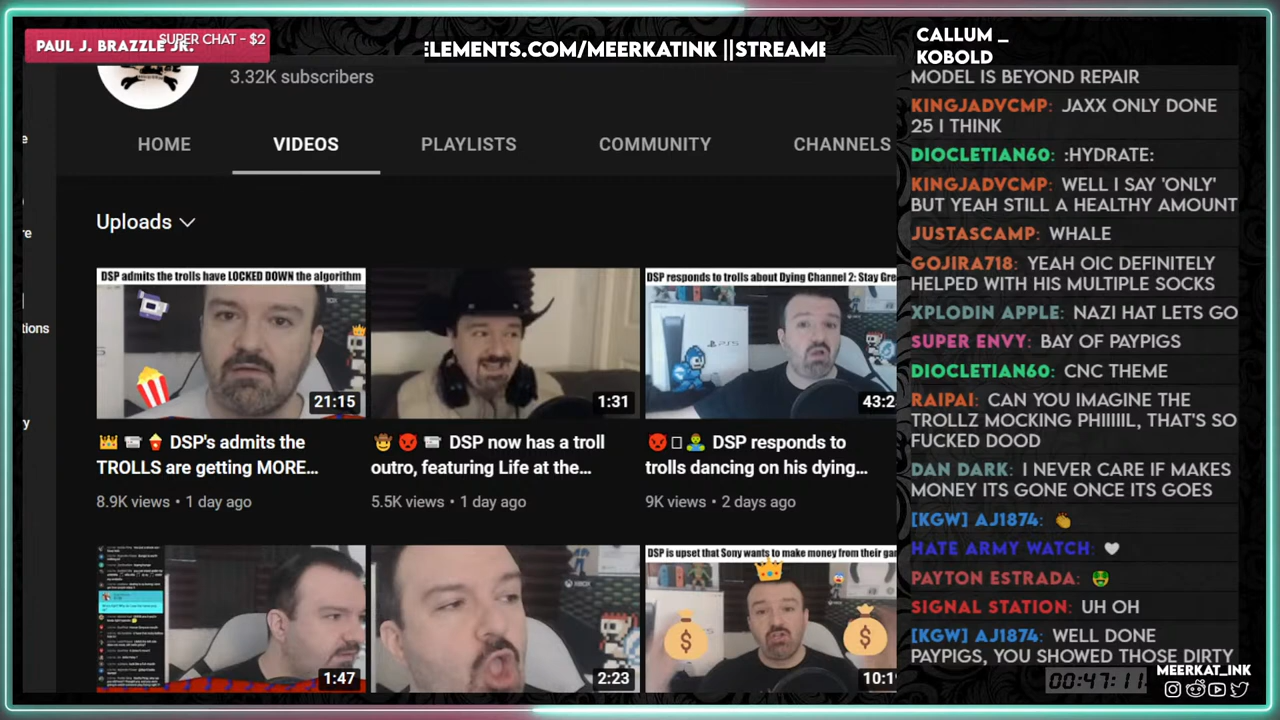 PAUL J. BRAZZLE JR.
SUPER CHAT - $2
ELEMENTS.COM/MEERKATINK ||STREAME
CALLUM _
KOBOLD
3.32K subscribers
HOME
VIDEOS
PLAYLISTS
COMMUNITY
CHANNELS
Uploads
e
re
tions
y
DSP admits the trolls have LOCKED DOWN the algorithm
21:15
1:31
DSP responds to trolls about Dying Channel 2: Stay Gre
PS5
43:2
👑 📹 🍿 DSP's admits the
TROLLS are getting MORE...
8.9K views • 1 day ago
🤠 👹 📹 DSP now has a troll
outro, featuring Life at the...
5.5K views • 1 day ago
👹 DSP responds to
trolls dancing on his dying...
9K views • 2 days ago
1:47
XBOX
2:23
DSP is upset that Sony wants to make money from their gar
10:1
MODEL IS BEYOND REPAIR
KINGJADVCMP: JAXX ONLY DONE
25 I THINK
DIOCLETIAN60: :HYDRATE:
KINGJADVCMP: WELL I SAY 'ONLY'
BUT YEAH STILL A HEALTHY AMOUNT
JUSTASCAMP: WHALE
GOJIRA718: YEAH OIC DEFINITELY
HELPED WITH HIS MULTIPLE SOCKS
XPLODIN APPLE: NAZI HAT LETS GO
SUPER ENVY: BAY OF PAYPIGS
DIOCLETIAN60: CNC THEME
RAIPAI: CAN YOU IMAGINE THE
TROLLZ MOCKING PHIIIIIL, THAT'S SO
FUCKED DOOD
DAN DARK: I NEVER CARE IF MAKES
MONEY ITS GONE ONCE ITS GOES
[KGW] AJ1874: 👏
HATE ARMY WATCH: 🤍
PAYTON ESTRADA: 🤑
SIGNAL STATION: UH OH
[KGW] AJ1874: WELL DONE
PAYPIGS, YOU SHOWED THOSE DIRTY
00:47:11
MEERKAT_INK